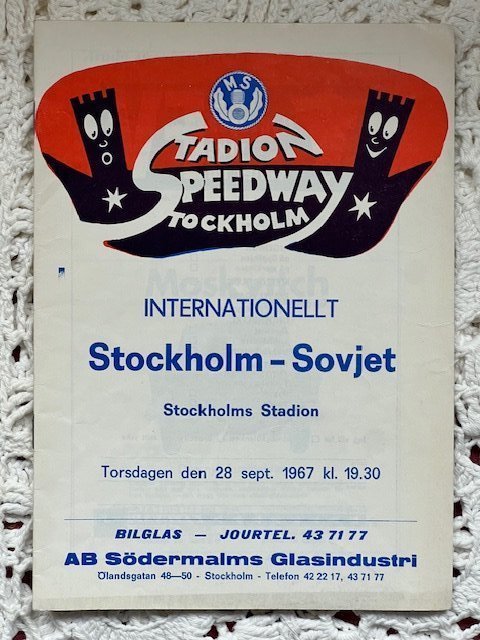 MS
STADION
SPEEDWAY
STOCKHOLM
Moskvitch
INTERNATIONELLT
Stockholm – Sovjet
Stockholms Stadion
Torsdagen den 28 sept. 1967 kl. 19.30
BILGLAS — JOURTEL. 43 71 77
AB Södermalms Glasindustri
Ölandsgatan 48—50 - Stockholm - Telefon 42 22 17, 43 71 77